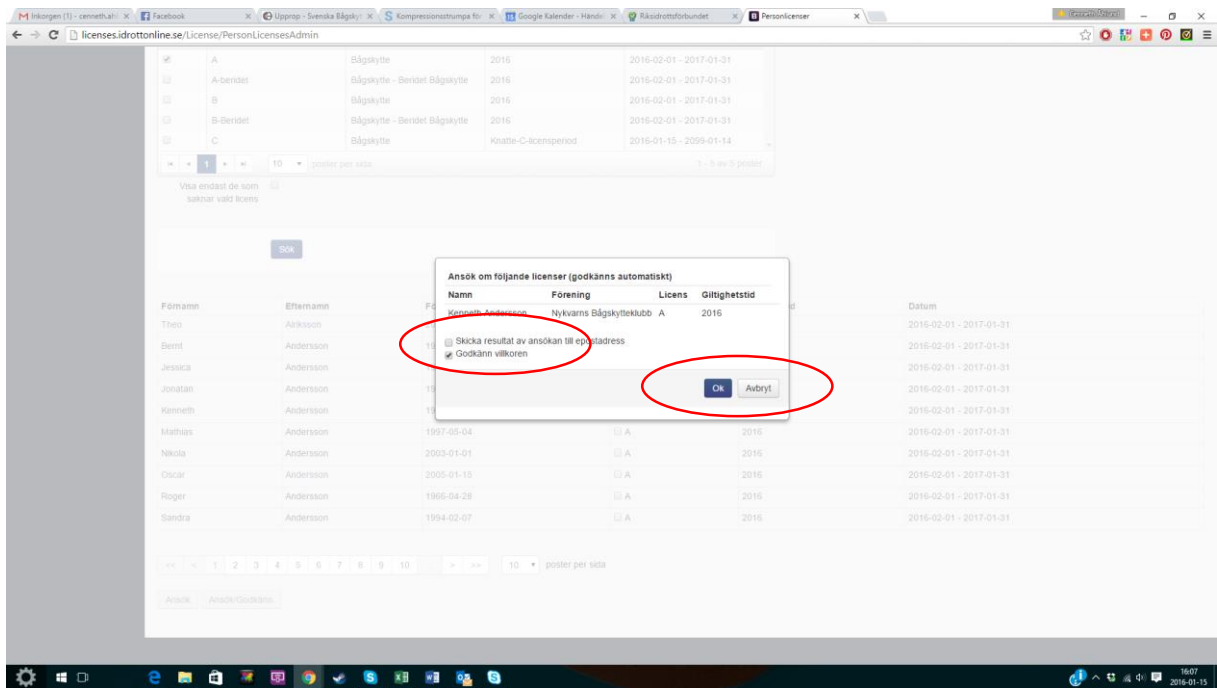 Inkorgen (1) - cenneth.ahl
Facebook
Upprop - Svenska Bågsky
Kompressionsstrumpa för
Google Kalender - Händel
Riksidrottsförbundet
Personlicenser
licenses.idrottonline.se/License/PersonLicensesAdmin
A Bågskytte 2016 2016-02-01 - 2017-01-31
A-beridet Bågskytte - Beridet Bågskytte 2016 2016-02-01 - 2017-01-31
B Bågskytte 2016 2016-02-01 - 2017-01-31
B-Beridet Bågskytte - Beridet Bågskytte 2016 2016-02-01 - 2017-01-31
C Bågskytte Knatte-C-licensperiod 2016-01-15 - 2099-01-14
1 10 poster per sida 1 - 5 av 5 poster
Visa endast de som
saknar vald licens
Sök
Ansök om följande licenser (godkänns automatiskt)
Namn Förening Licens Giltighetstid
Kenneth Andersson Nykvarns Bågskytteklubb A 2016
Skicka resultat av ansökan till epostadress
Godkänn villkoren
Ok Avbryt
Förnamn Efternamn Datum
Theo 2016-02-01 - 2017-01-31
Bernt Andersson 2016-02-01 - 2017-01-31
Jessica Andersson 2016-02-01 - 2017-01-31
Jonatan Andersson 2016-02-01 - 2017-01-31
Kenneth Andersson 2016-02-01 - 2017-01-31
Mathias Andersson 1997-05-04 A 2016 2016-02-01 - 2017-01-31
Nikola Andersson 2003-01-01 A 2016 2016-02-01 - 2017-01-31
Oscar Andersson 2005-01-15 A 2016 2016-02-01 - 2017-01-31
Roger Andersson 1966-04-28 A 2016 2016-02-01 - 2017-01-31
Sandra Andersson 1994-02-07 A 2016 2016-02-01 - 2017-01-31
<< < 1 2 3 4 5 6 7 8 9 10 > >> 10 poster per sida
Ansök Ansök/Godkänn
16:07
2016-01-15